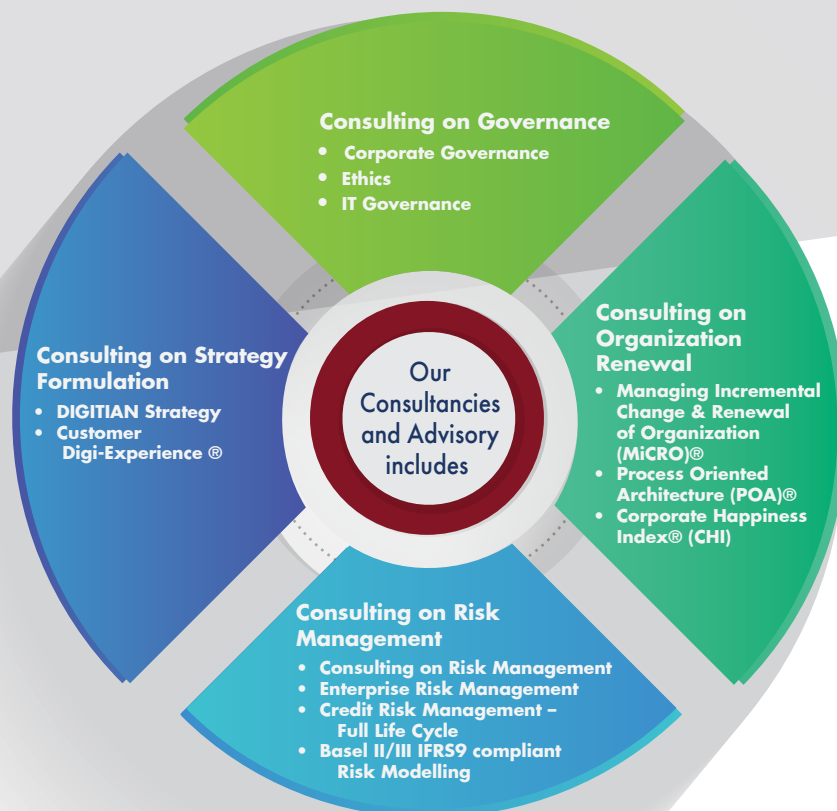 Consulting on Governance
• Corporate Governance
• Ethics
• IT Governance
Consulting on Strategy
Formulation
• DIGITIAN Strategy
• Customer
Digi-Experience ®
Our
Consultancies
and Advisory
includes
Consulting on
Organization
Renewal
• Managing Incremental
Change & Renewal
of Organization
(MiCRO)®
• Process Oriented
Architecture (POA)®
• Corporate Happiness
Index® (CHI)
Consulting on Risk
Management
• Consulting on Risk Management
• Enterprise Risk Management
• Credit Risk Management –
Full Life Cycle
• Basel II/III IFRS9 compliant
Risk Modelling